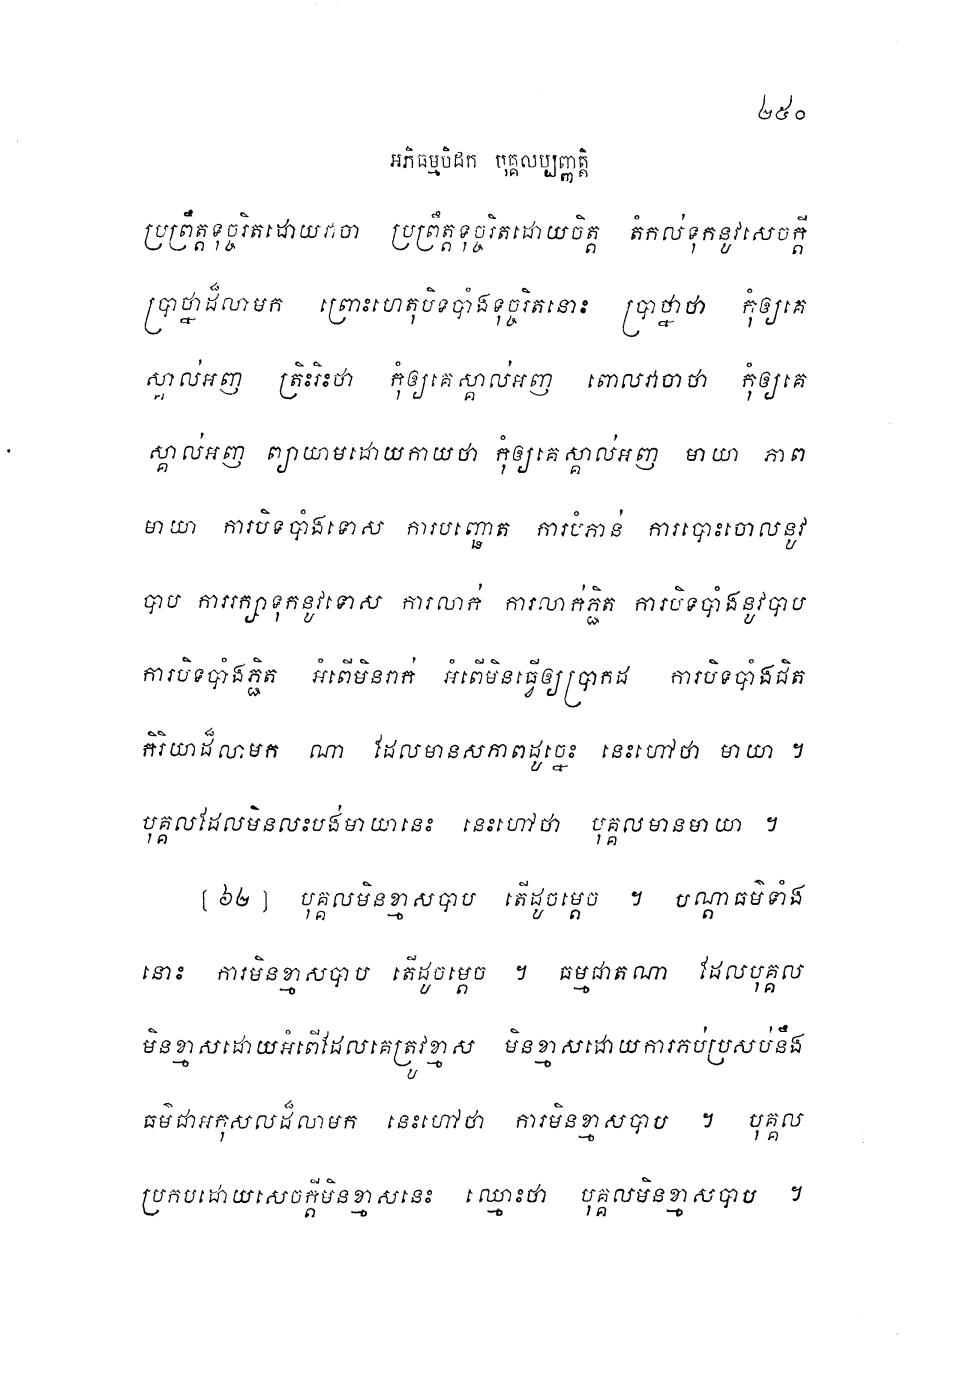 ២៥០
អភិធម្មបិដក បុគ្គលប្បញ្ញត្តិ
ប្រព្រឹត្តទុច្ចរិតដោយវាចា ប្រព្រឹត្តទុច្ចរិតដោយចិត្ត តំកល់ទុកនូវសេចក្តី
ប្រាថ្នាដ៏លាមក ព្រោះហេតុបិទបាំងទុច្ចរិតនោះ ប្រាថ្នាថា កុំឲ្យគេ
ស្គាល់អញ ត្រិះរិះថា កុំឲ្យគេស្គាល់អញ ពោលវាចាថា កុំឲ្យគេ
ស្គាល់អញ ព្យាយាមដោយកាយថា កុំឲ្យគេស្គាល់អញ មាយា ភាព
មាយា ការបិទបាំងទោស ការបញ្ឆោត ការបំភាន់ ការបោះចោលនូវ
បាប ការរក្សាទុកនូវទោស ការលាក់ ការលាក់ភ្ជិត ការបិទបាំងនូវបាប
ការបិទបាំងភ្ជិត អំពើមិនរាក់ អំពើមិនធ្វើឲ្យប្រាកដ ការបិទបាំងជិត
កិរិយាដ៏លាមក ណា ដែលមានសភាពដូច្នេះ នេះហៅថា មាយា ។
បុគ្គលដែលមិនលះបង់មាយានេះ នេះហៅថា បុគ្គលមានមាយា ។
[៦២] បុគ្គលមិនខ្មាសបាប តើដូចម្តេច ។ បណ្តាធម៌ទាំង
នោះ ការមិនខ្មាសបាប តើដូចម្តេច ។ ធម្មជាតណា ដែលបុគ្គល
មិនខ្មាសដោយអំពើដែលគេត្រូវខ្មាស មិនខ្មាសដោយការភប់ប្រសប់នឹង
ធម៌ជាអកុសលដ៏លាមក នេះហៅថា ការមិនខ្មាសបាប ។ បុគ្គល
ប្រកបដោយសេចក្តីមិនខ្មាសនេះ ឈ្មោះថា បុគ្គលមិនខ្មាសបាប ។